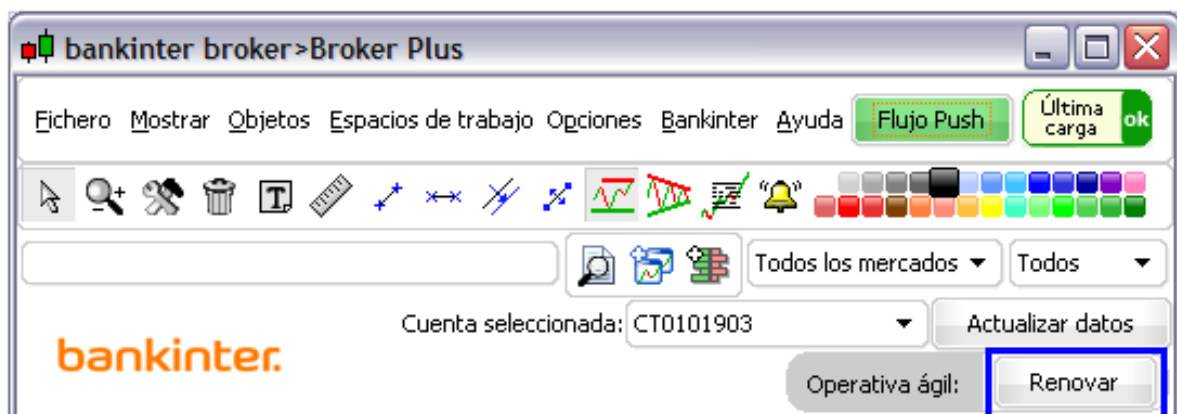 bankinter broker>Broker Plus
Fichero Mostrar Objetos Espacios de trabajo Opciones Bankinter Ayuda Flujo Push Última carga ok
T
Todos los mercados Todos
Cuenta seleccionada: CT0101903 Actualizar datos
bankinter.
Operativa ágil: Renovar